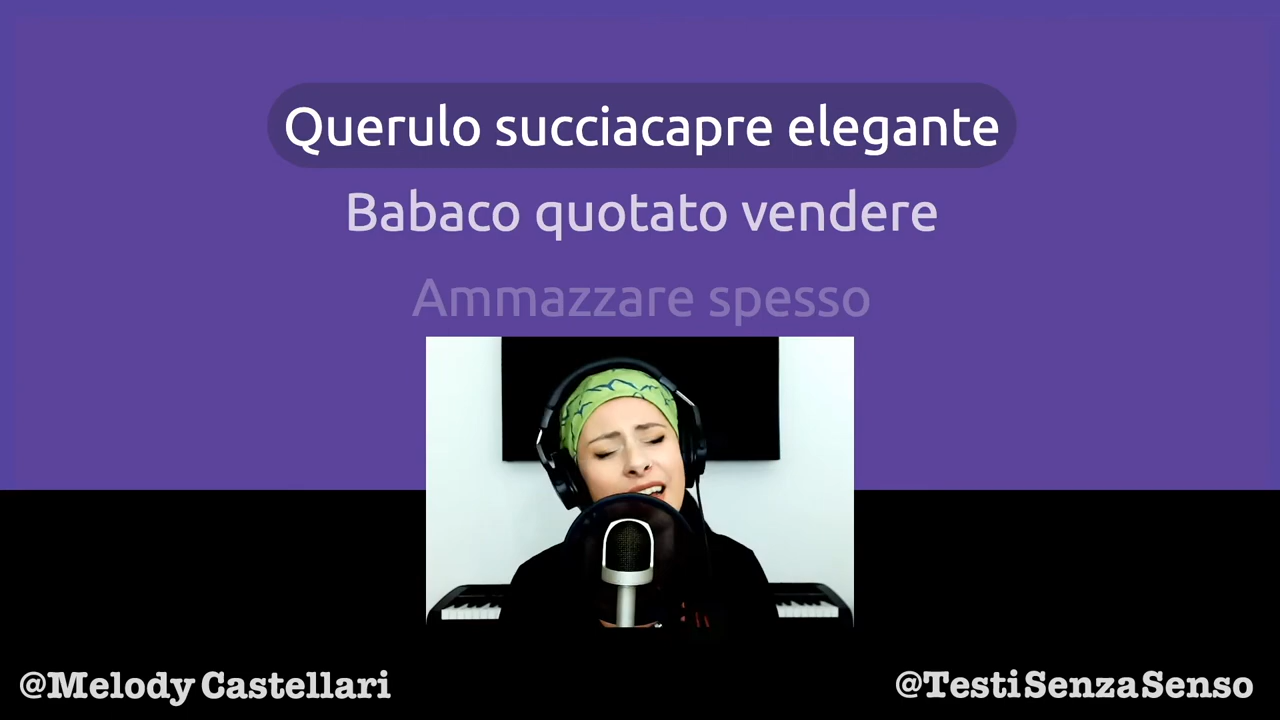 Querulo succiacapre elegante
Babaco quotato vendere
Ammazzare spesso
@Melody Castellari
@TestiSenzaSenso